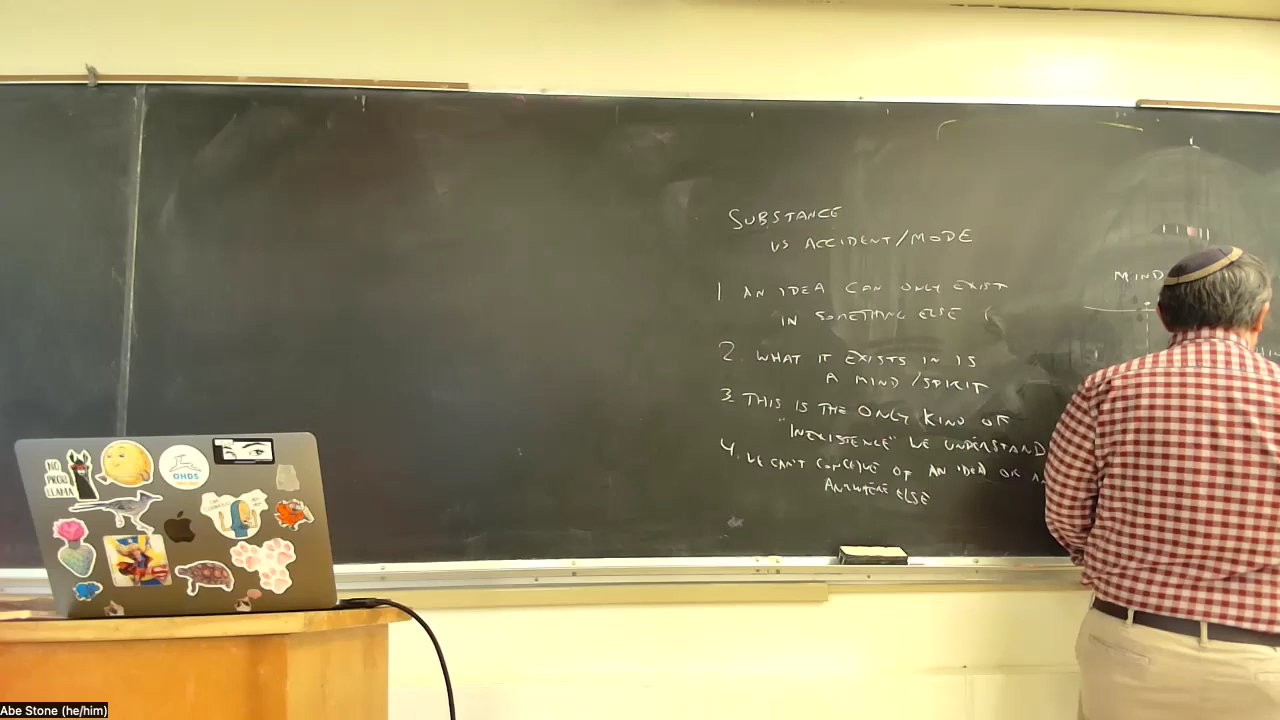 SUBSTANCE
VS ACCIDENT/MODE
1 AN IDEA CAN ONLY EXIST
IN SOMETHING ELSE (
2. WHAT IT EXISTS IN IS
A MIND/SPIRIT
3. THIS IS THE ONLY KIND OF
"INEXISTENCE" WE UNDERSTAND
4. WE CAN'T CONCEIVE OF AN IDEA OR
ANYWHERE ELSE
MIND
NO
PROB
LLAMA
OHDS
Abe Stone (he/him)